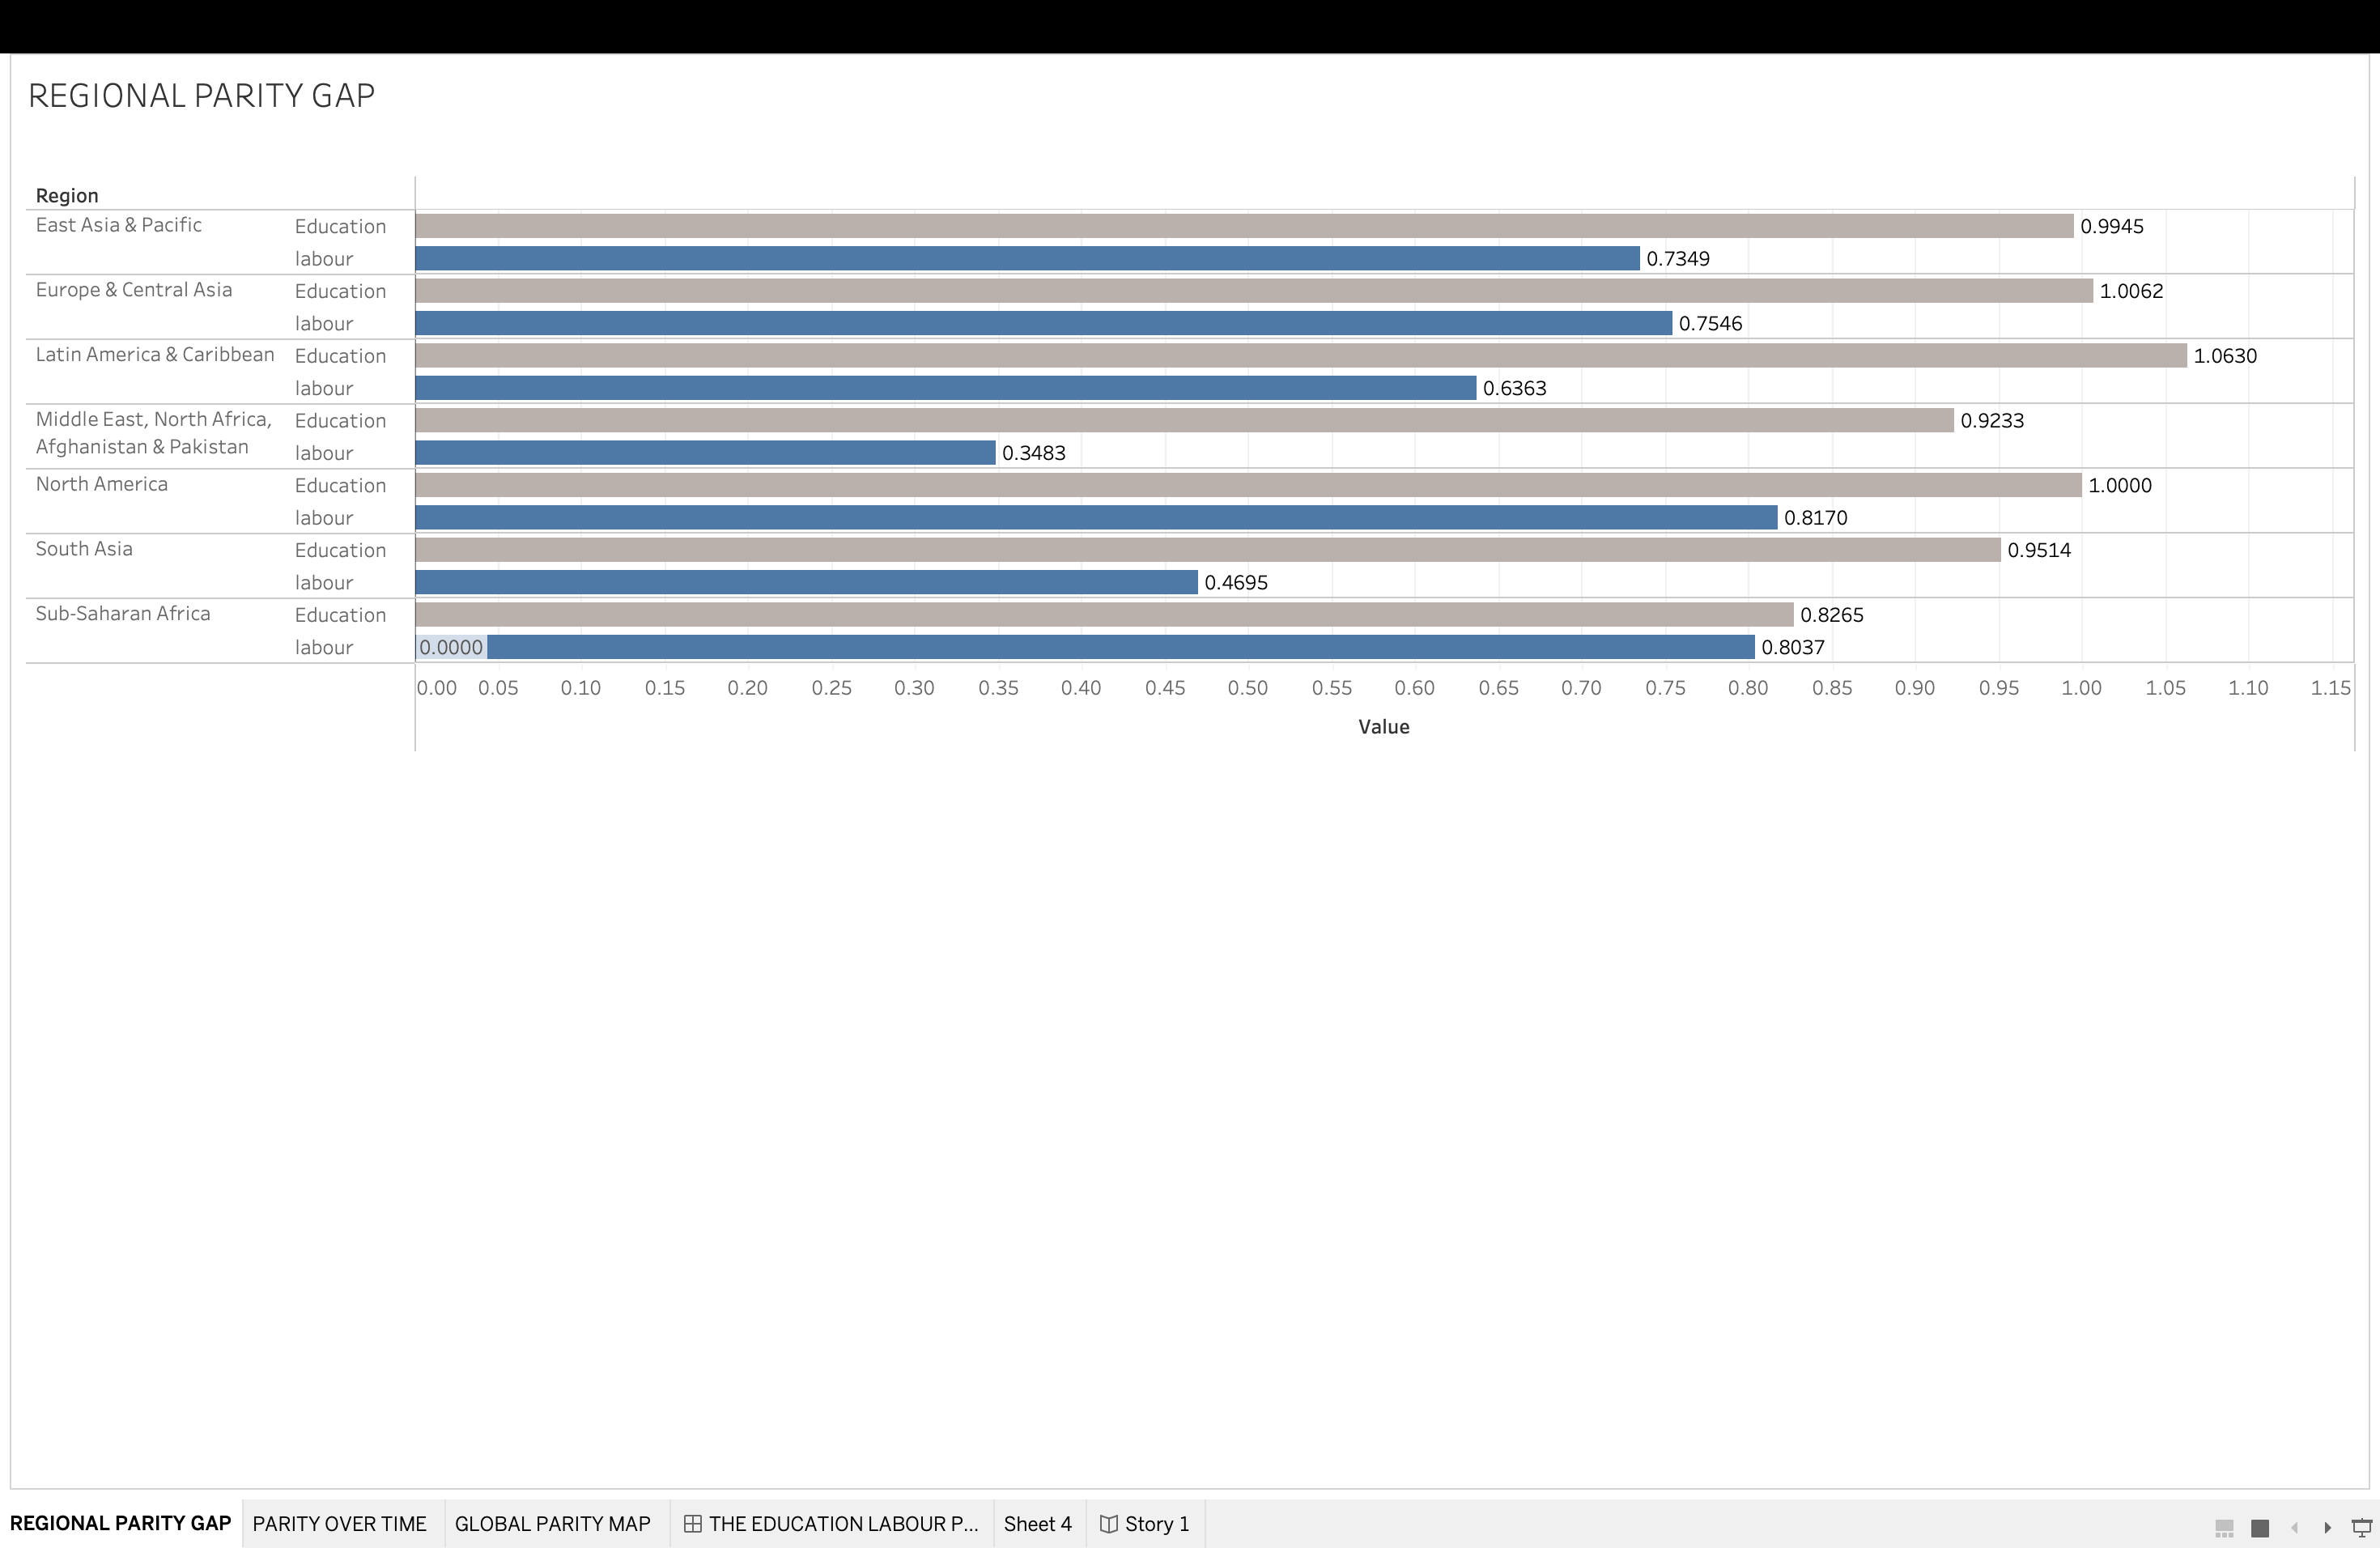 REGIONAL PARITY GAP
Region
East Asia & Pacific Education 0.9945
labour 0.7349
Europe & Central Asia Education 1.0062
labour 0.7546
Latin America & Caribbean Education 1.0630
labour 0.6363
Middle East, North Africa, Education 0.9233
Afghanistan & Pakistan labour 0.3483
North America Education 1.0000
labour 0.8170
South Asia Education 0.9514
labour 0.4695
Sub-Saharan Africa Education 0.8265
labour 0.0000 0.8037
0.00 0.05 0.10 0.15 0.20 0.25 0.30 0.35 0.40 0.45 0.50 0.55 0.60 0.65 0.70 0.75 0.80 0.85 0.90 0.95 1.00 1.05 1.10 1.15
Value
REGIONAL PARITY GAP PARITY OVER TIME GLOBAL PARITY MAP THE EDUCATION LABOUR P... Sheet 4 Story 1